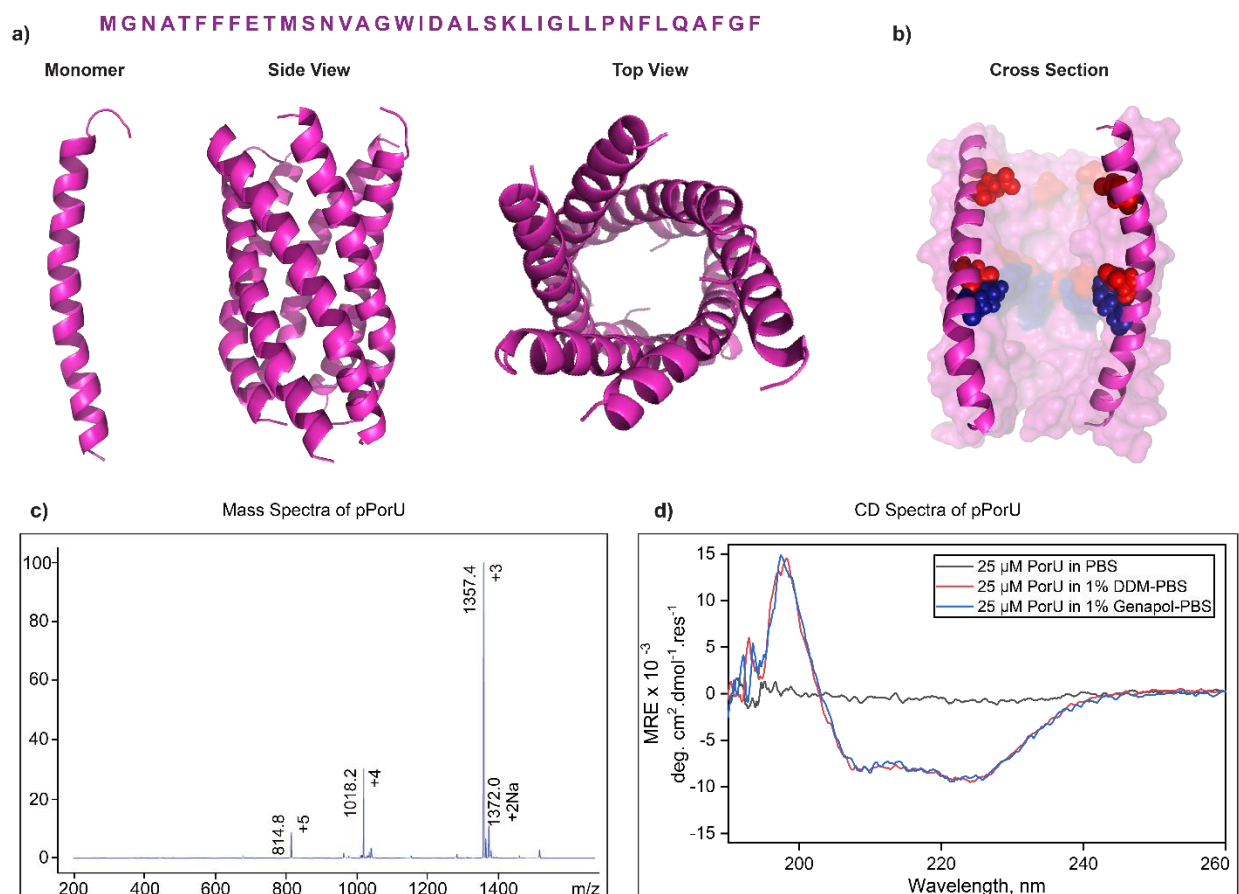 MGNATFFFETMSNVAGWIDALSKLIGLLPNFLQAFGF
a)
b)
Monomer
Side View
Top View
Cross Section
c)
Mass Spectra of pPorU
100
80
60
40
20
0
814.8
+5
1018.2
+4
1357.4
+3
1372.0
+2Na
200
400
600
800
1000
1200
1400
m/z
d)
CD Spectra of pPorU
25 µM PorU in PBS
25 µM PorU in 1% DDM-PBS
25 µM PorU in 1% Genapol-PBS
MRE x 10⁻³
deg. cm².dmol⁻¹.res⁻¹
15
10
5
0
-5
-10
-15
200
220
240
260
Wavelength, nm